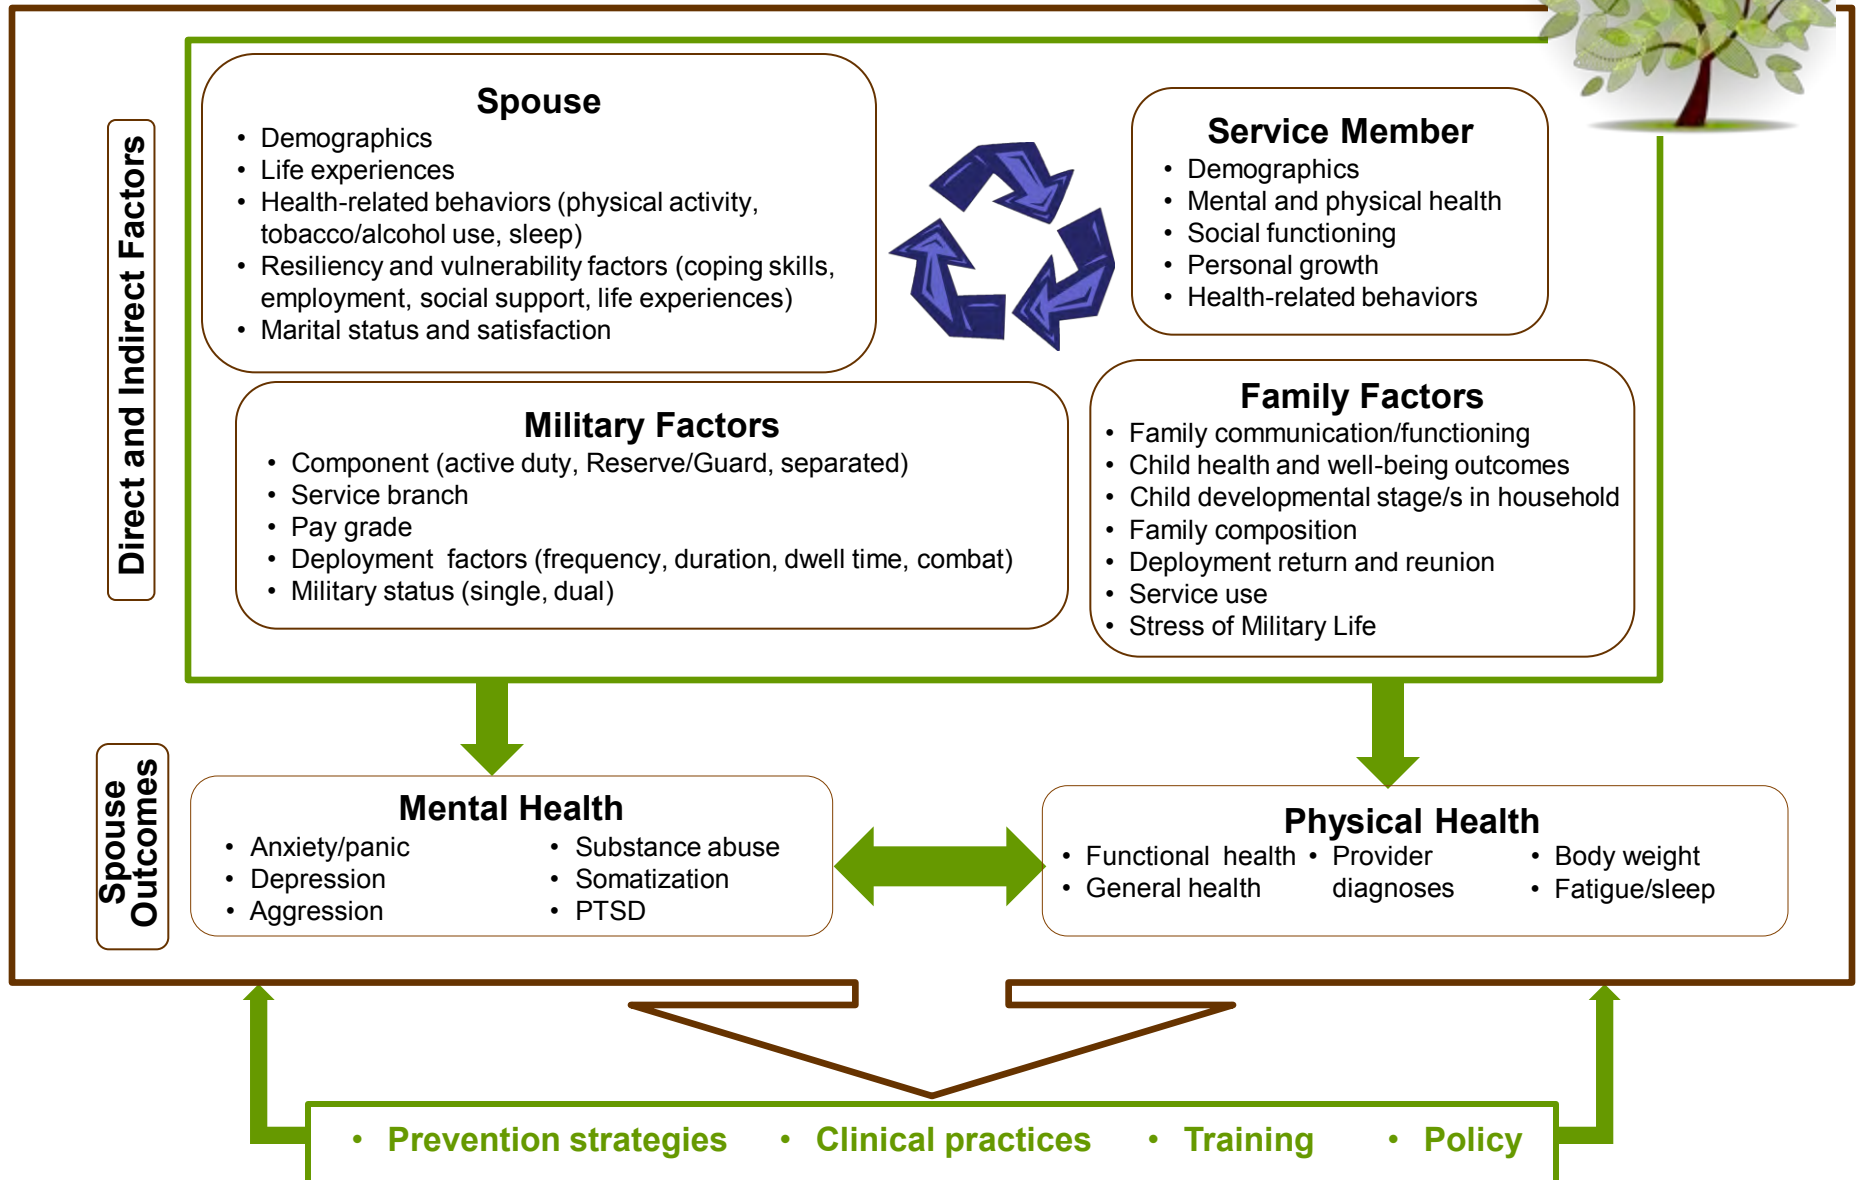 Direct and Indirect Factors
Spouse
• Demographics
• Life experiences
• Health-related behaviors (physical activity,
tobacco/alcohol use, sleep)
• Resiliency and vulnerability factors (coping skills,
employment, social support, life experiences)
• Marital status and satisfaction
Service Member
• Demographics
• Mental and physical health
• Social functioning
• Personal growth
• Health-related behaviors
Military Factors
• Component (active duty, Reserve/Guard, separated)
• Service branch
• Pay grade
• Deployment factors (frequency, duration, dwell time, combat)
• Military status (single, dual)
Family Factors
• Family communication/functioning
• Child health and well-being outcomes
• Child developmental stage/s in household
• Family composition
• Deployment return and reunion
• Service use
• Stress of Military Life
Spouse
Outcomes
Mental Health
• Anxiety/panic
• Depression
• Aggression
• Substance abuse
• Somatization
• PTSD
Physical Health
• Functional health
• General health
• Provider
diagnoses
• Body weight
• Fatigue/sleep
• Prevention strategies • Clinical practices • Training • Policy